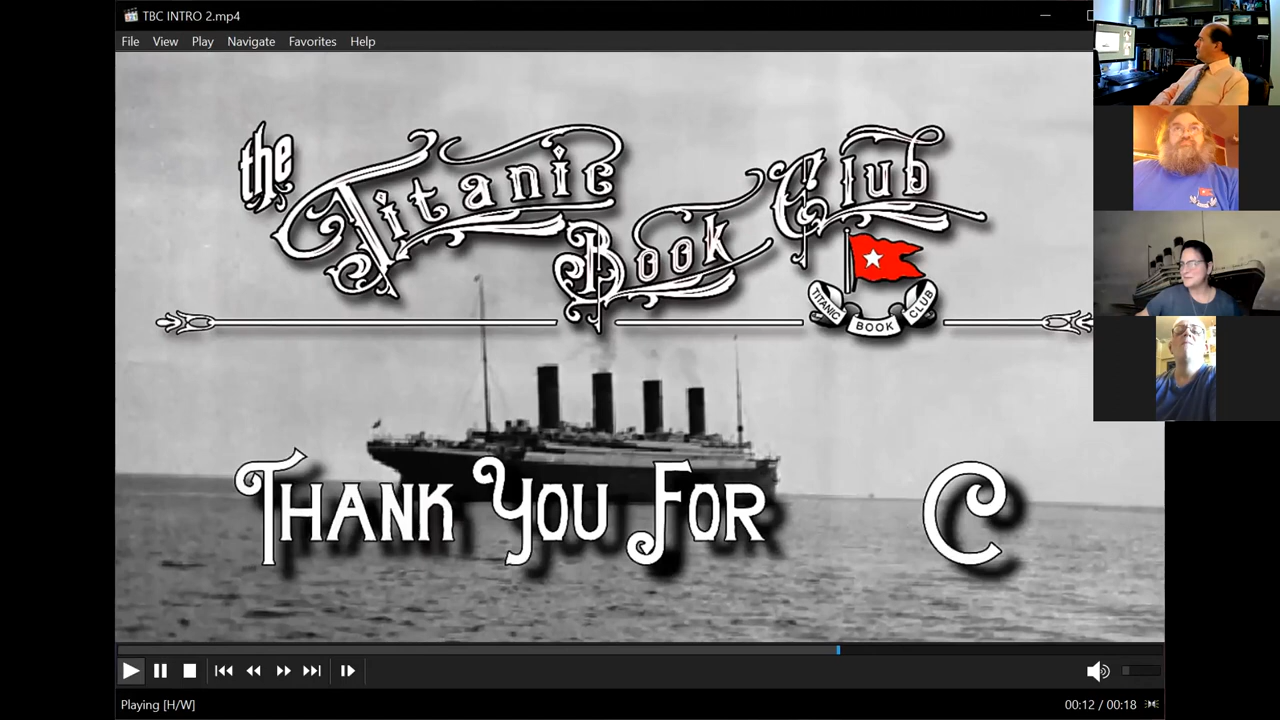 TBC INTRO 2.mp4
File View Play Navigate Favorites Help
the Titanic Book Club
TITANIC BOOK CLUB
THANK YOU FOR C
Playing [H/W]
00:12 / 00:18